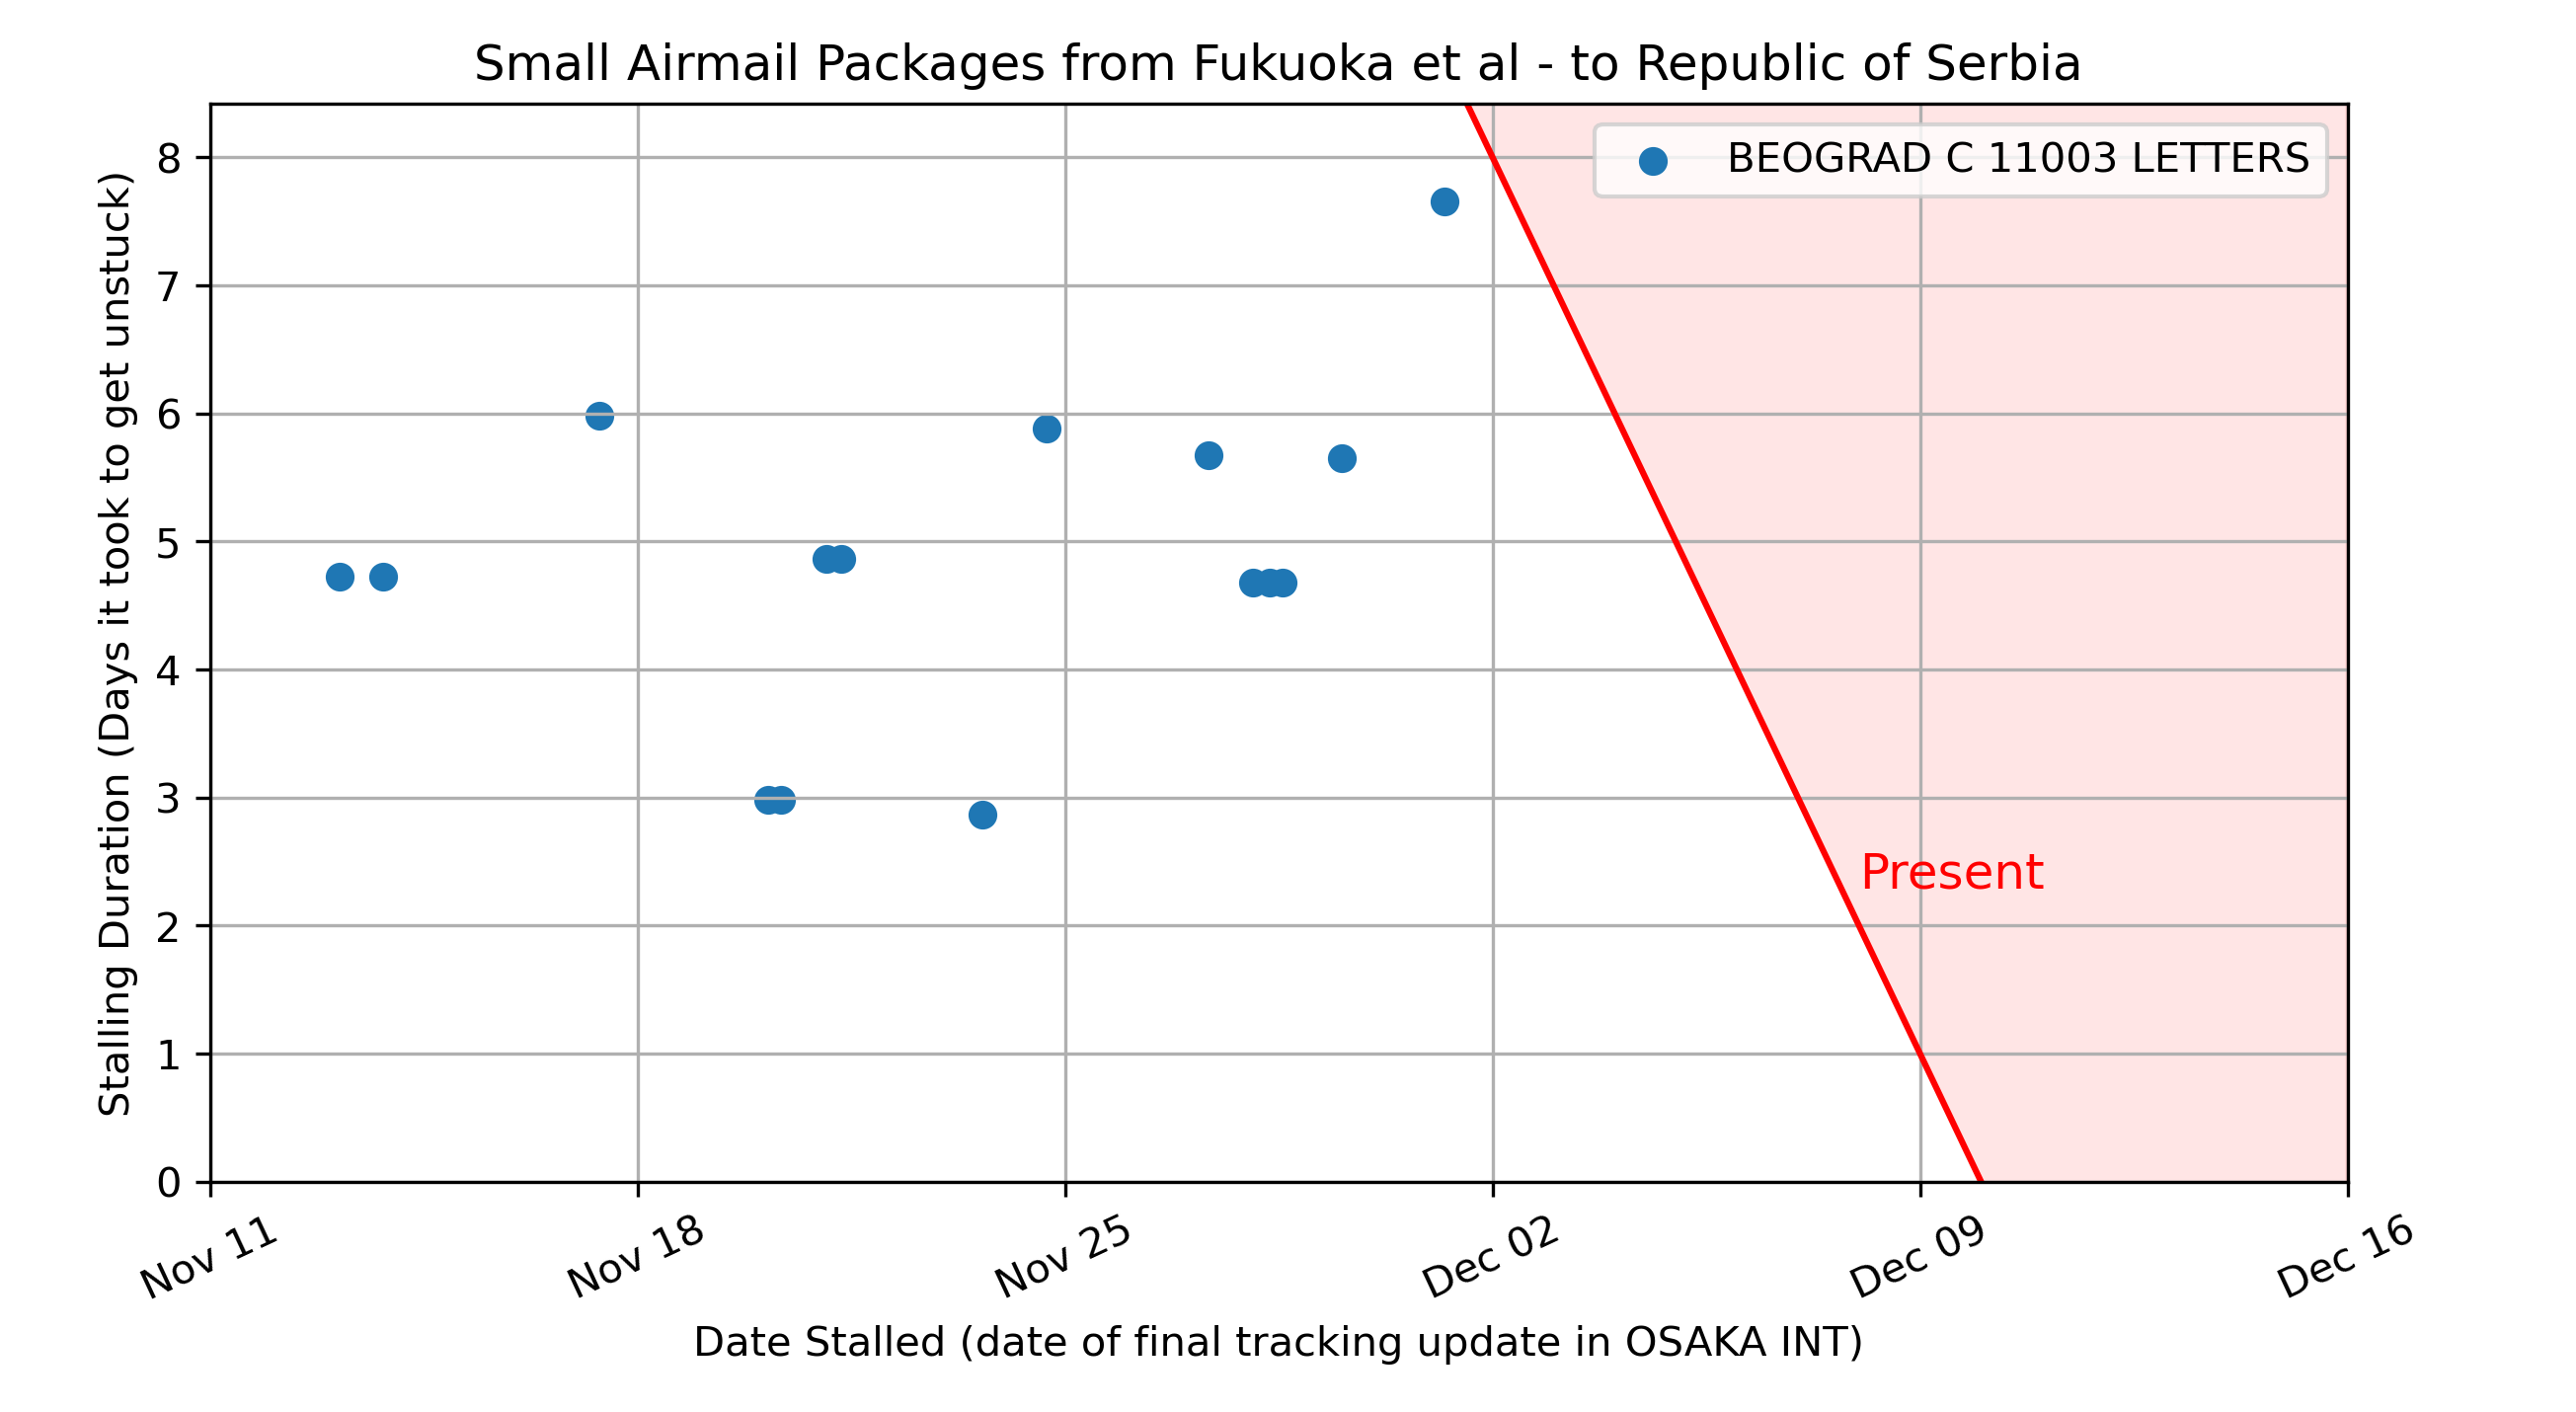 Small Airmail Packages from Fukuoka et al - to Republic of Serbia
BEOGRAD C 11003 LETTERS
Stalling Duration (Days it took to get unstuck)
8
7
6
5
4
3
2
1
0
Present
Nov 11
Nov 18
Nov 25
Dec 02
Dec 09
Dec 16
Date Stalled (date of final tracking update in OSAKA INT)